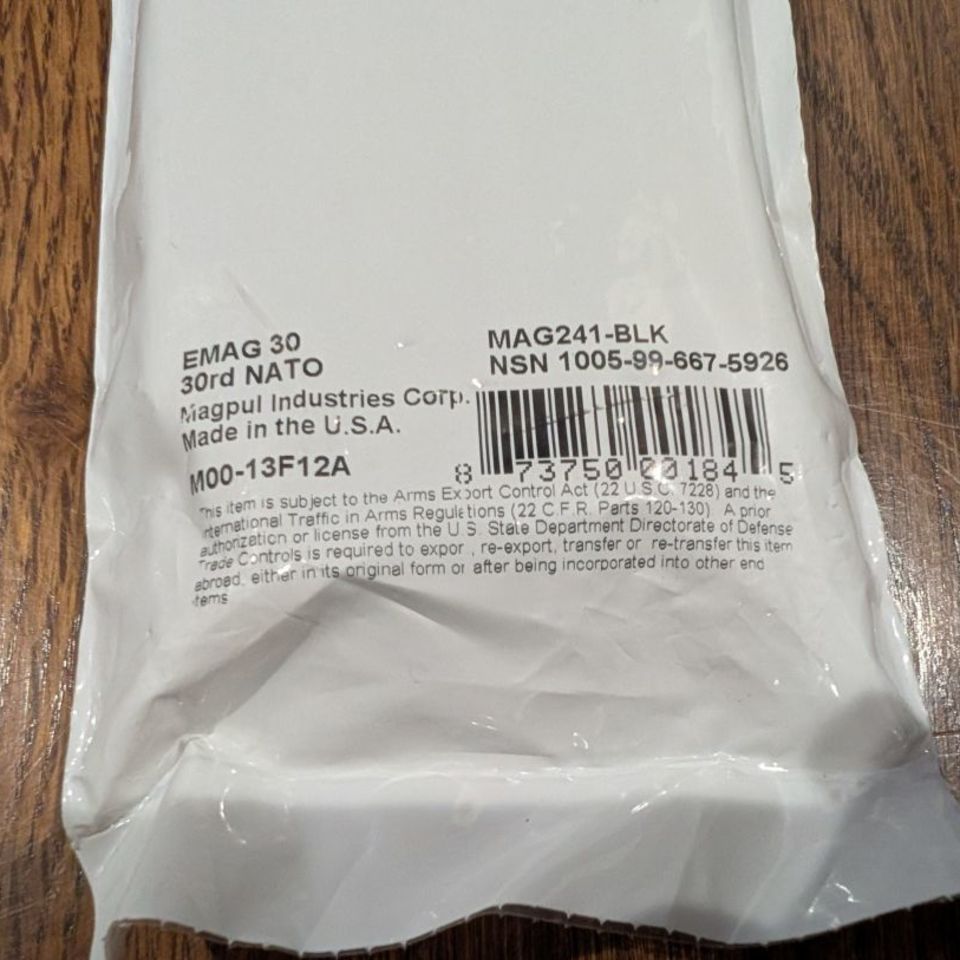 EMAG 30
30rd NATO
Magpul Industries Corp.
Made in the U.S.A.
M00-13F12A
MAG241-BLK
NSN 1005-99-667-5926
8 73750 00184 5
This item is subject to the Arms Export Control Act (22 U.S.C. 7228) and the
International Traffic in Arms Regulations (22 C.F.R. Parts 120-130). A prior
authorization or license from the U.S. State Department Directorate of Defense
Trade Controls is required to export, re-export, transfer or re-transfer this item
abroad, either in its original form or after being incorporated into other end
items